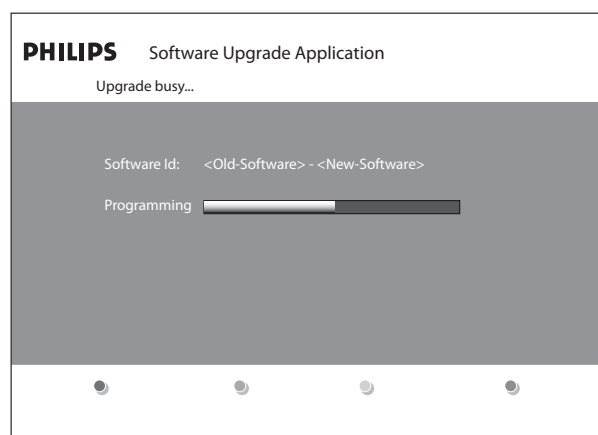 PHILIPS Software Upgrade Application
Upgrade busy...
Software Id: <Old-Software> - <New-Software>
Programming